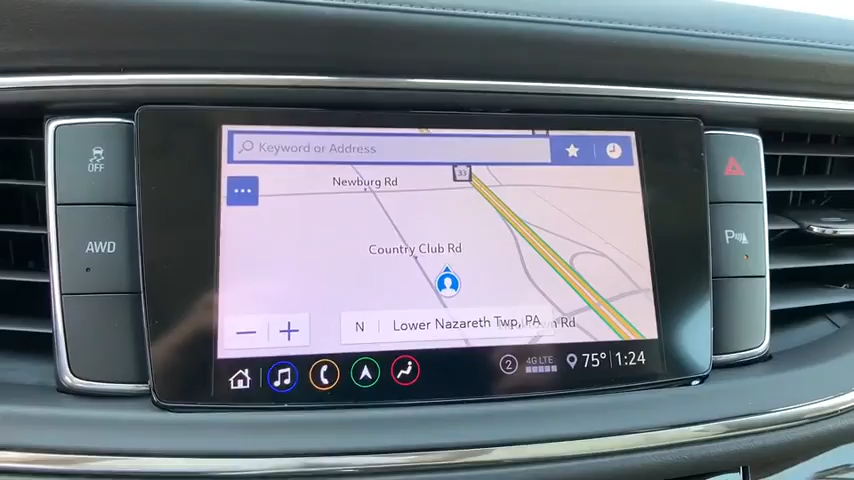 Keyword or Address
33
Newburg Rd
Country Club Rd
N
Lower Nazareth Twp, PA
Rd
2
4G LTE
75°
1:24
OFF
AWD
P